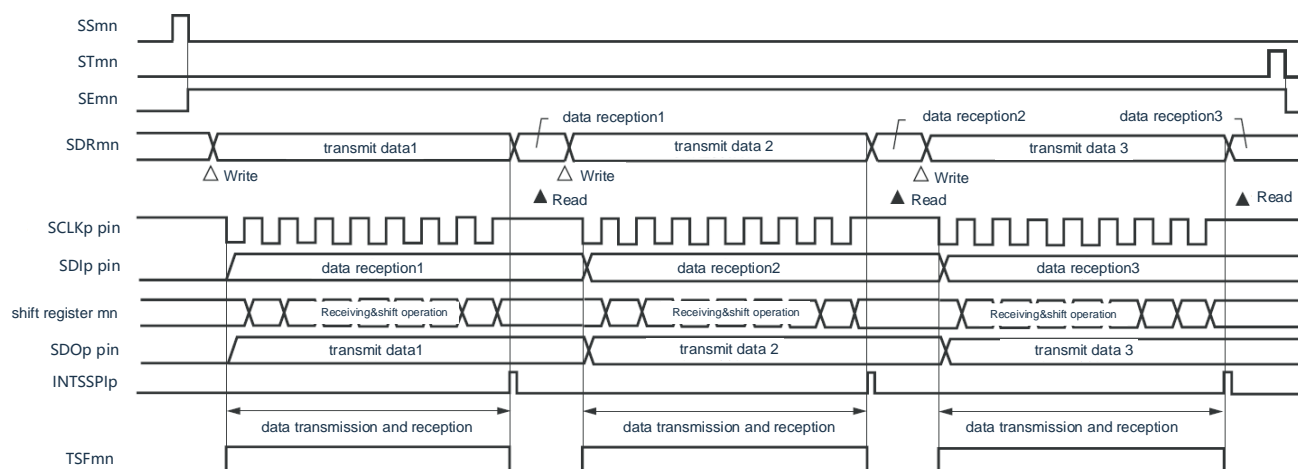 SSmn
STmn
SEmn
data reception1
data reception2
data reception3
SDRmn
transmit data1
transmit data 2
transmit data 3
△ Write
△ Write
△ Write
▲ Read
▲ Read
▲ Read
SCLKp pin
SDIp pin
data reception1
data reception2
data reception3
shift register mn
Receiving&shift operation
Receiving&shift operation
Receiving&shift operation
SDOp pin
transmit data1
transmit data 2
transmit data 3
INTSSPIp
data transmission and reception
data transmission and reception
data transmission and reception
TSFmn